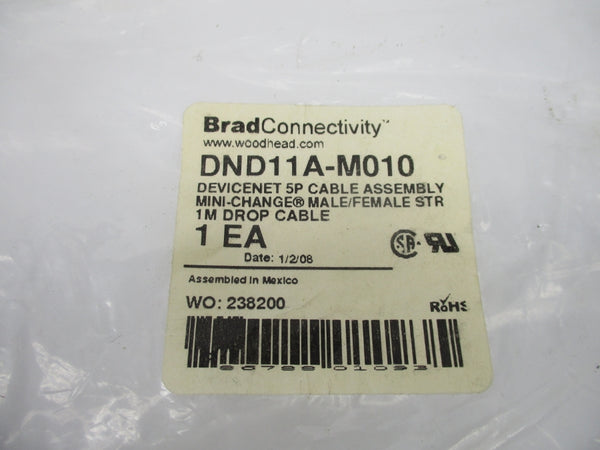 BradConnectivity™
www.woodhead.com
DND11A-M010
DEVICENET 5P CABLE ASSEMBLY
MINI-CHANGE® MALE/FEMALE STR
1M DROP CABLE
1 EA
Date: 1/2/08
Assembled in Mexico
WO: 238200
RoHS